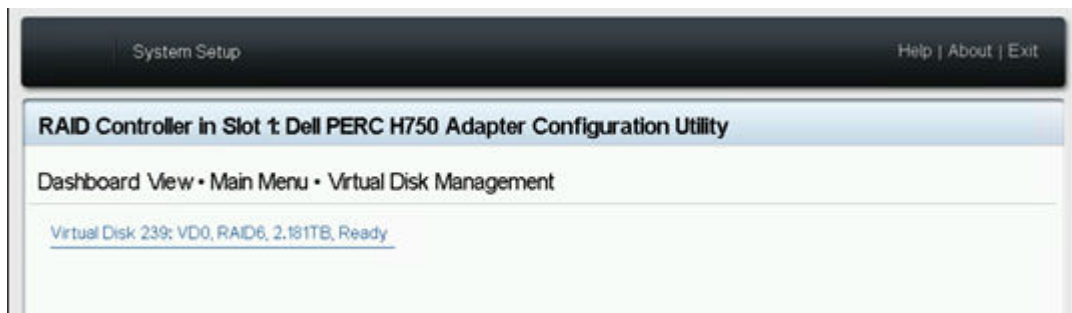 System Setup
Help | About | Exit
RAID Controller in Slot 1: Dell PERC H750 Adapter Configuration Utility
Dashboard View • Main Menu • Virtual Disk Management
Virtual Disk 239: VD0, RAID6, 2.181TB, Ready